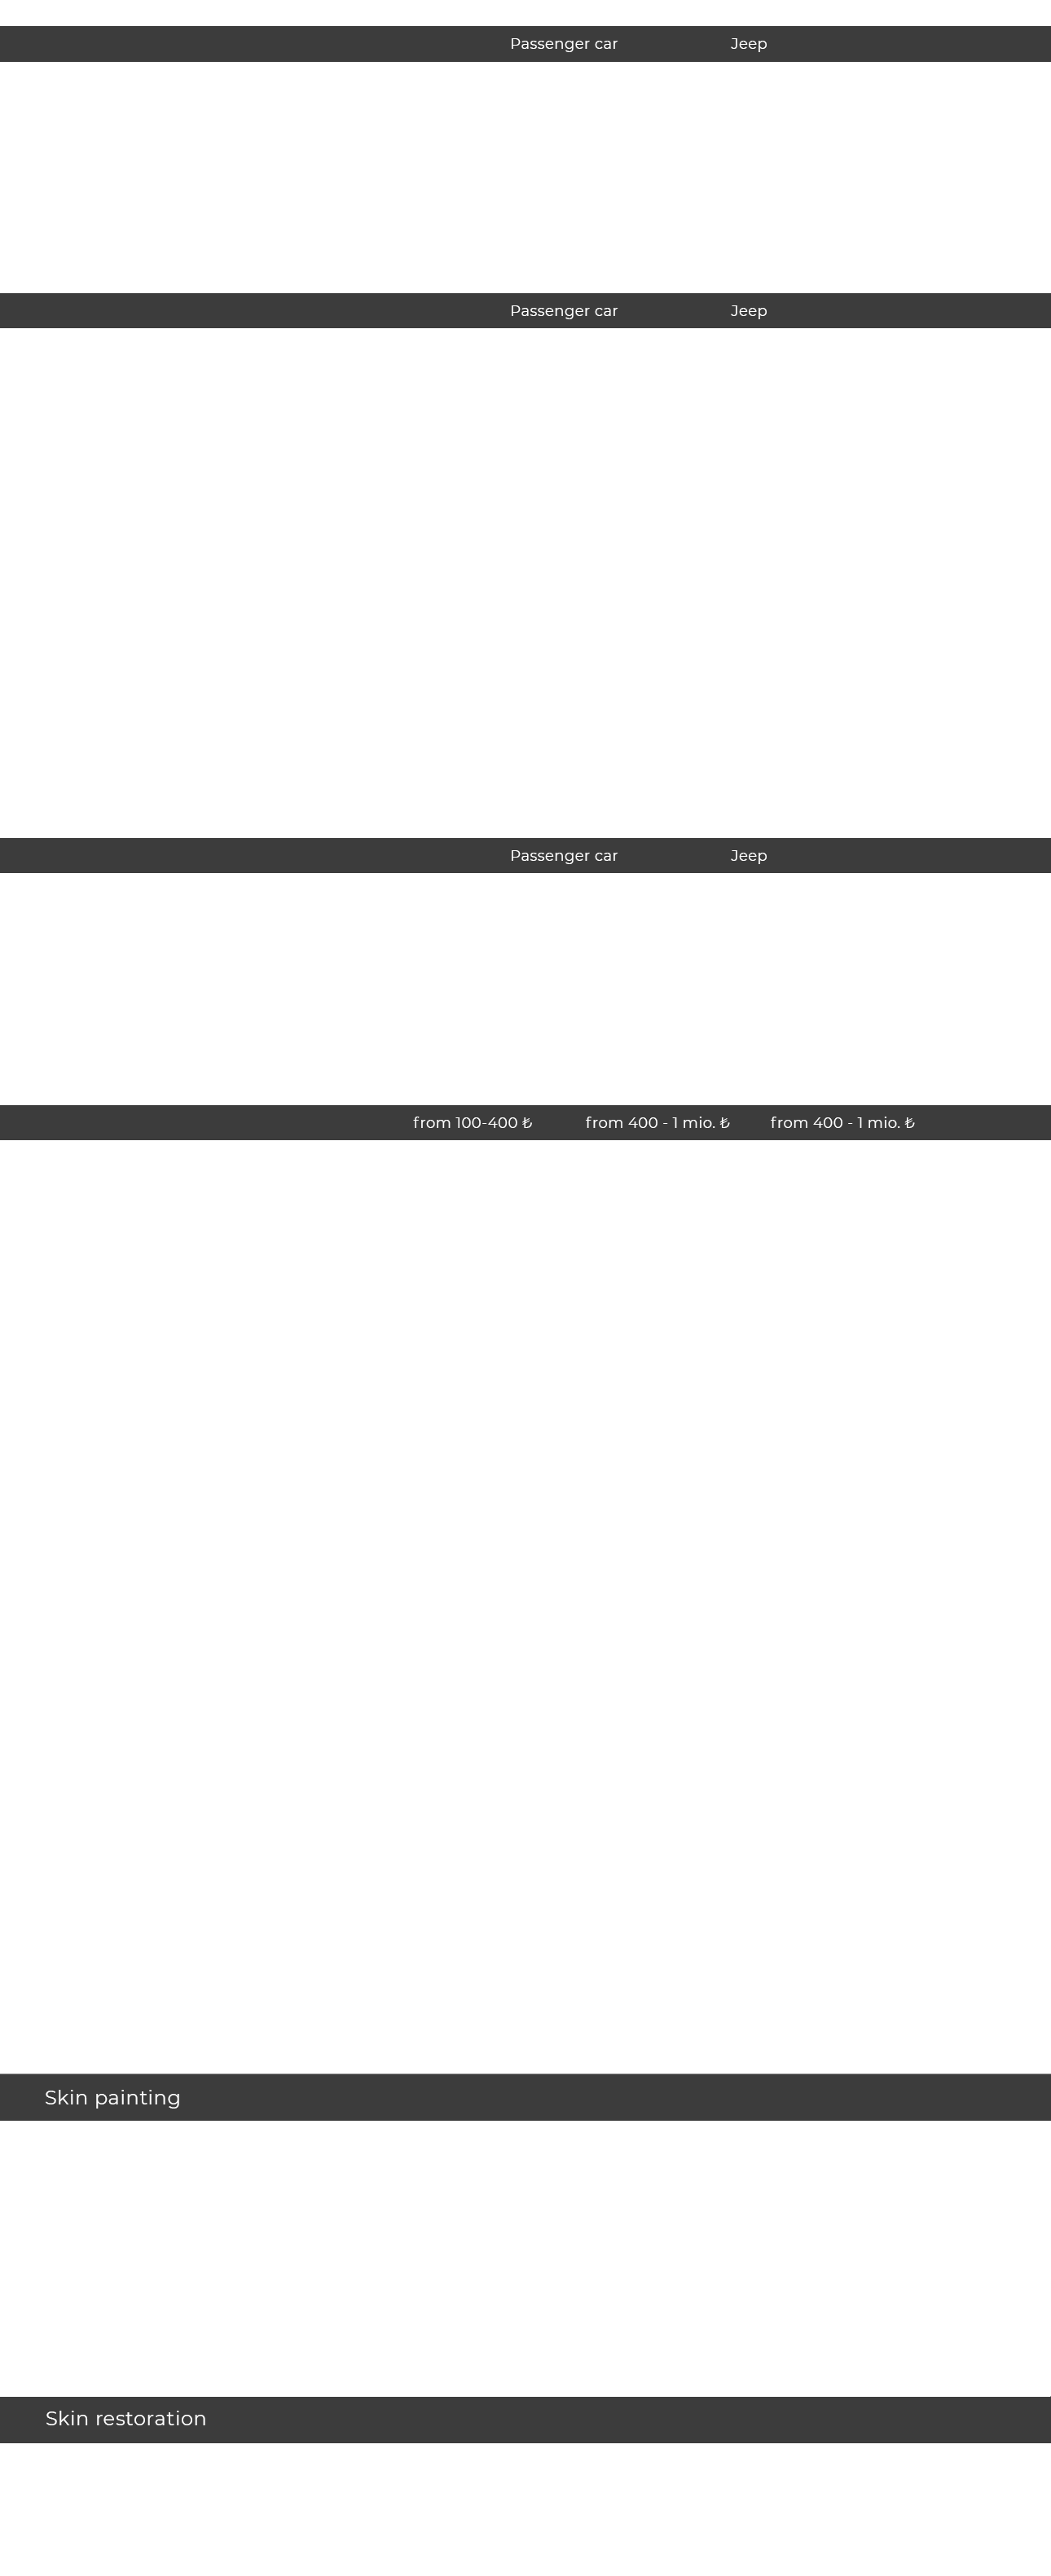 Passenger car Jeep
Passenger car Jeep
Passenger car Jeep
from 100-400 ₺ from 400 - 1 mio. ₺ from 400 - 1 mio. ₺
Skin painting
Skin restoration